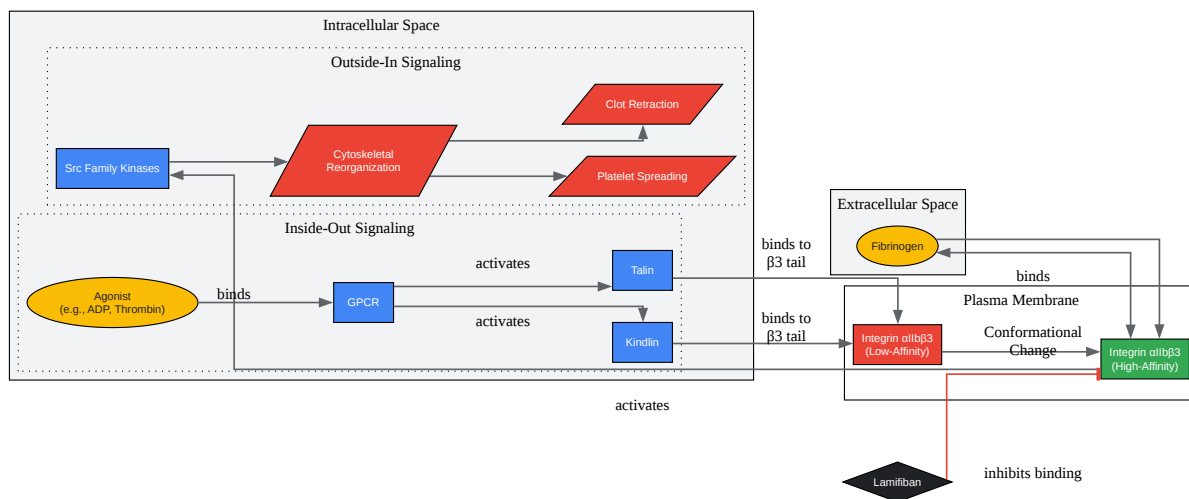 Intracellular Space
Outside-In Signaling
Clot Retraction
Cytoskeletal
Reorganization
Src Family Kinases
Platelet Spreading
Extracellular Space
Fibrinogen
Inside-Out Signaling
Agonist
(e.g., ADP, Thrombin)
binds
GPCR
activates
activates
Talin
Kindlin
binds to
β3 tail
binds to
β3 tail
binds
Plasma Membrane
Integrin αIIbβ3
(Low-Affinity)
Conformational
Change
Integrin αIIbβ3
(High-Affinity)
activates
Lamifiban
inhibits binding